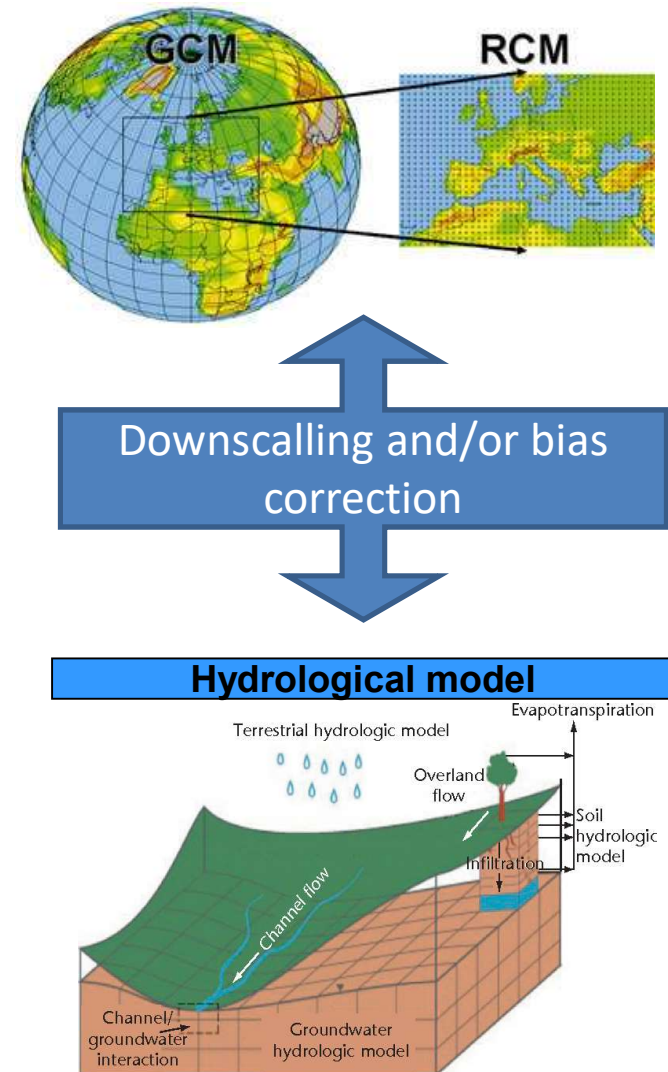 GCM
RCM
Downscalling and/or bias
correction
Hydrological model
Evapotranspiration
Terrestrial hydrologic model
Overland
flow
Soil
hydrologic
model
Infiltration
Channel flow
Channel/
groundwater
interaction
Groundwater
hydrologic model